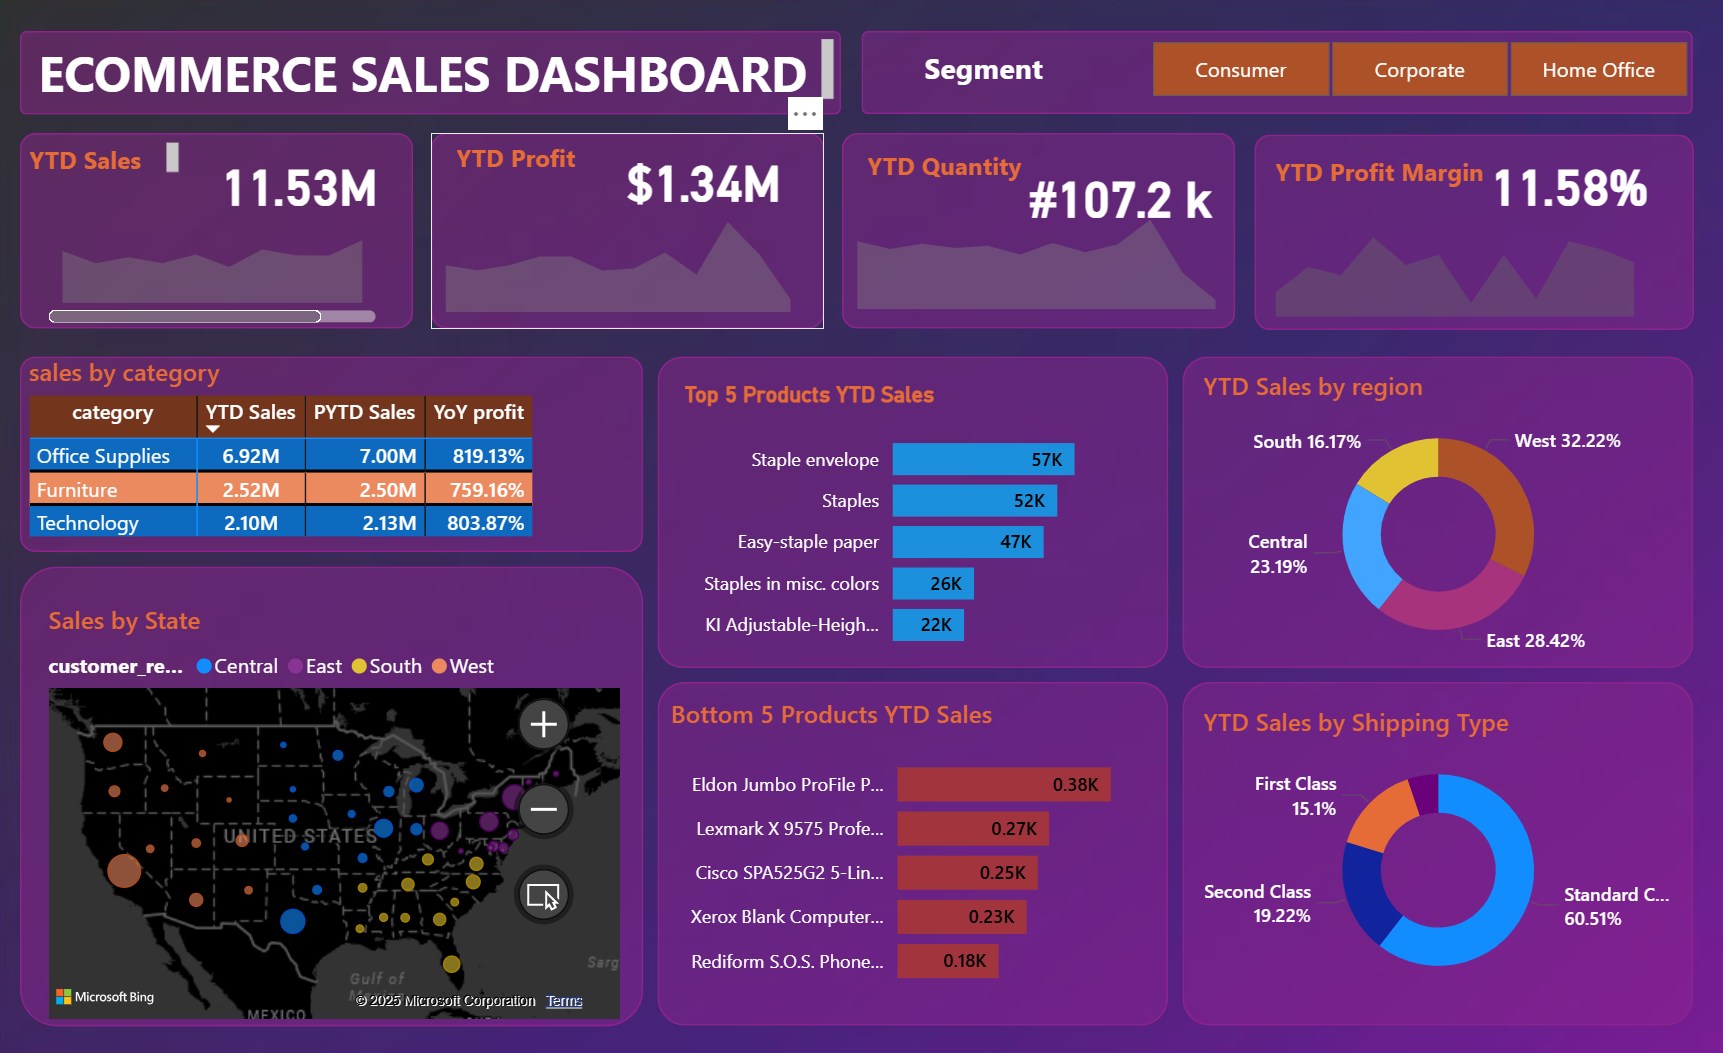 ECOMMERCE SALES DASHBOARD
Segment
Consumer
Corporate
Home Office
YTD Sales
11.53M
YTD Profit
$1.34M
YTD Quantity
#107.2 k
YTD Profit Margin
11.58%
sales by category
category YTD Sales PYTD Sales YoY profit
Office Supplies 6.92M 7.00M 819.13%
Furniture 2.52M 2.50M 759.16%
Technology 2.10M 2.13M 803.87%
Top 5 Products YTD Sales
Staple envelope 57K
Staples 52K
Easy-staple paper 47K
Staples in misc. colors 26K
KI Adjustable-Heigh... 22K
YTD Sales by region
South 16.17%
West 32.22%
Central
23.19%
East 28.42%
Sales by State
customer_re... Central East South West
UNITED STATES
Gulf of
MEXICO
Sarg
Microsoft Bing
© 2025 Microsoft Corporation Terms
Bottom 5 Products YTD Sales
Eldon Jumbo ProFile P... 0.38K
Lexmark X 9575 Profe... 0.27K
Cisco SPA525G2 5-Lin... 0.25K
Xerox Blank Computer... 0.23K
Rediform S.O.S. Phone... 0.18K
YTD Sales by Shipping Type
First Class
15.1%
Second Class
19.22%
Standard C...
60.51%